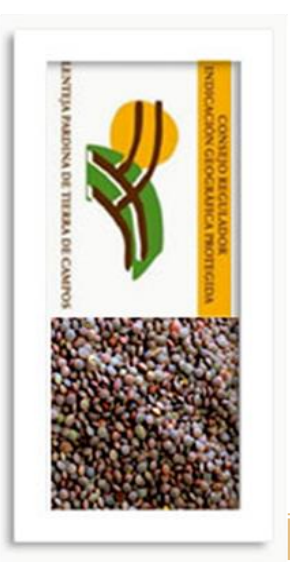 CONSEJO REGULADOR
INDICACIÓN GEOGRÁFICA PROTEGIDA
LENTEJA PARDINA DE TIERRA DE CAMPOS